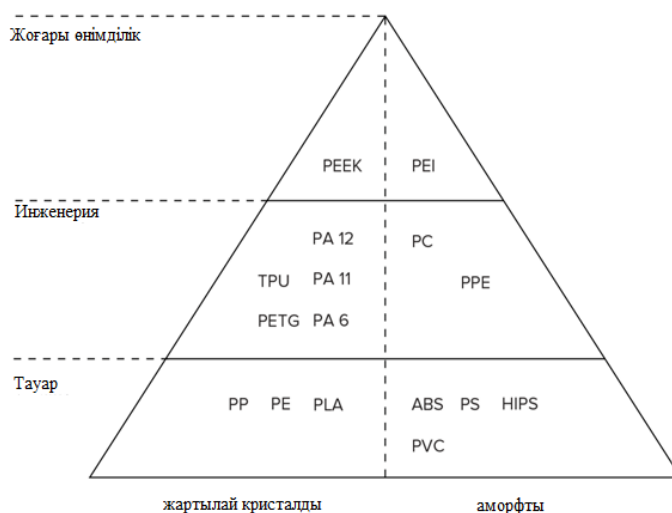 Жоғары өнімділік
PEEK PEI
Инженерия
PA 12 PC
TPU PA 11 PPE
PETG PA 6
Тауар
PP PE PLA ABS PS HIPS
PVC
жартылай кристалды аморфты